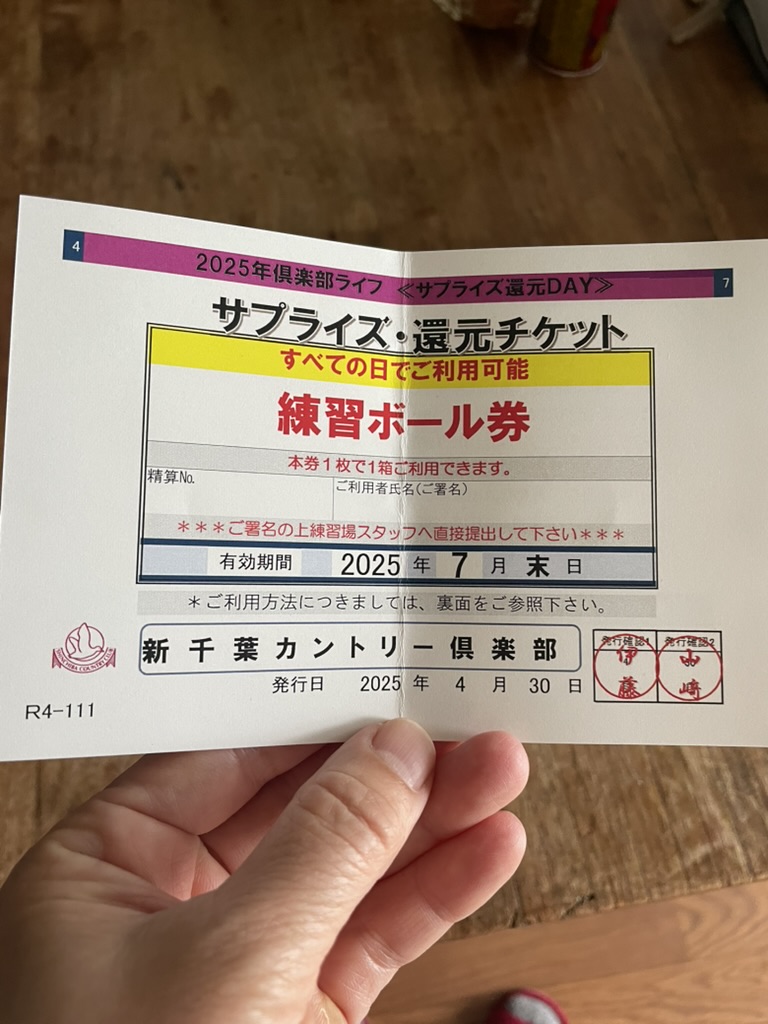 4 2025年倶楽部ライフ ≪サプライズ還元DAY≫ 7
サプライズ・還元チケット
すべての日でご利用可能
練習ボール券
本券1枚で1箱ご利用できます。
精算No.
ご利用者氏名(ご署名)
***ご署名の上練習場スタッフへ直接提出して下さい***
有効期間 2025 年 7 月 末 日
*ご利用方法につきましては、裏面をご参照下さい。
新千葉カントリー倶楽部
発行日 2025 年 4 月 30 日
発行確認1 発行確認2
伊藤 山崎
SHINCHIBA COUNTRY CLUB
R4-111